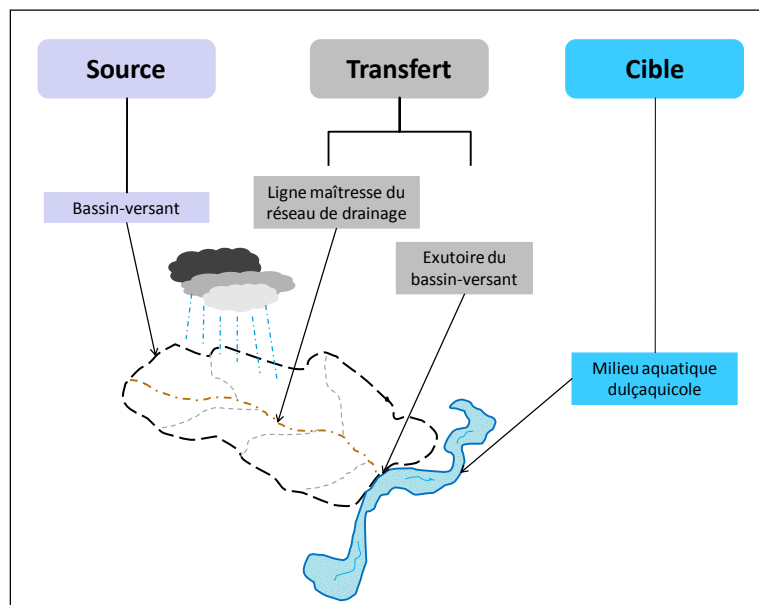 Source
Transfert
Cible
Bassin-versant
Ligne maîtresse du
réseau de drainage
Exutoire du
bassin-versant
Milieu aquatique
dulçaquicole